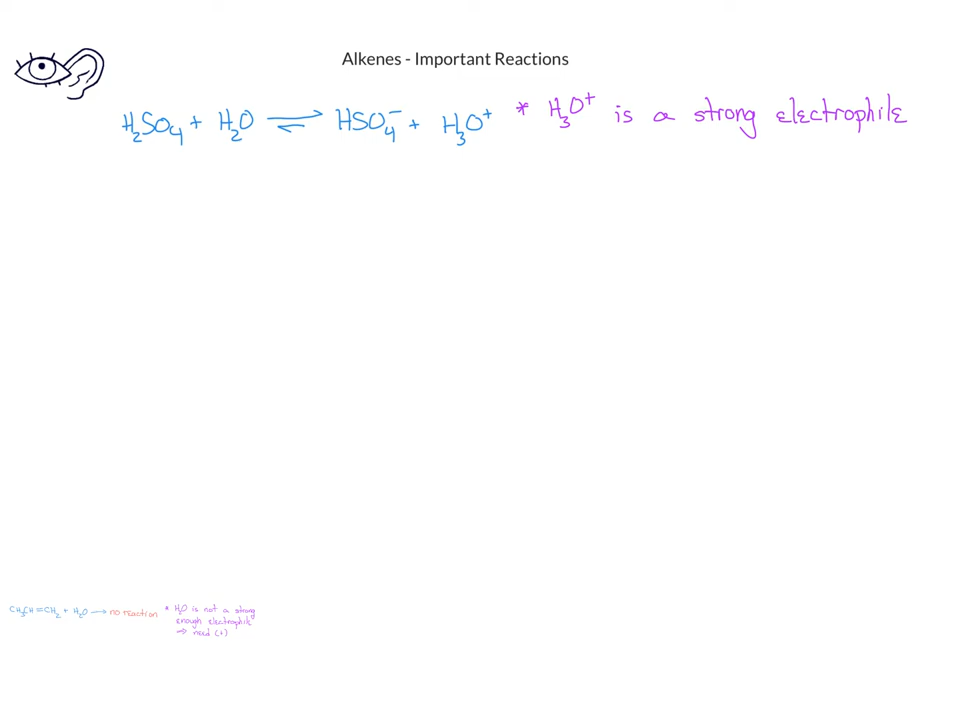 Alkenes - Important Reactions
H₂SO₄ + H₂O ⇌ HSO₄⁻ + H₃O⁺ * H₃O⁺ is a strong electrophile
CH₃CH=CH₂ + H₂O → no reaction * H₂O is not a strong
enough electrophile
→ need (+)